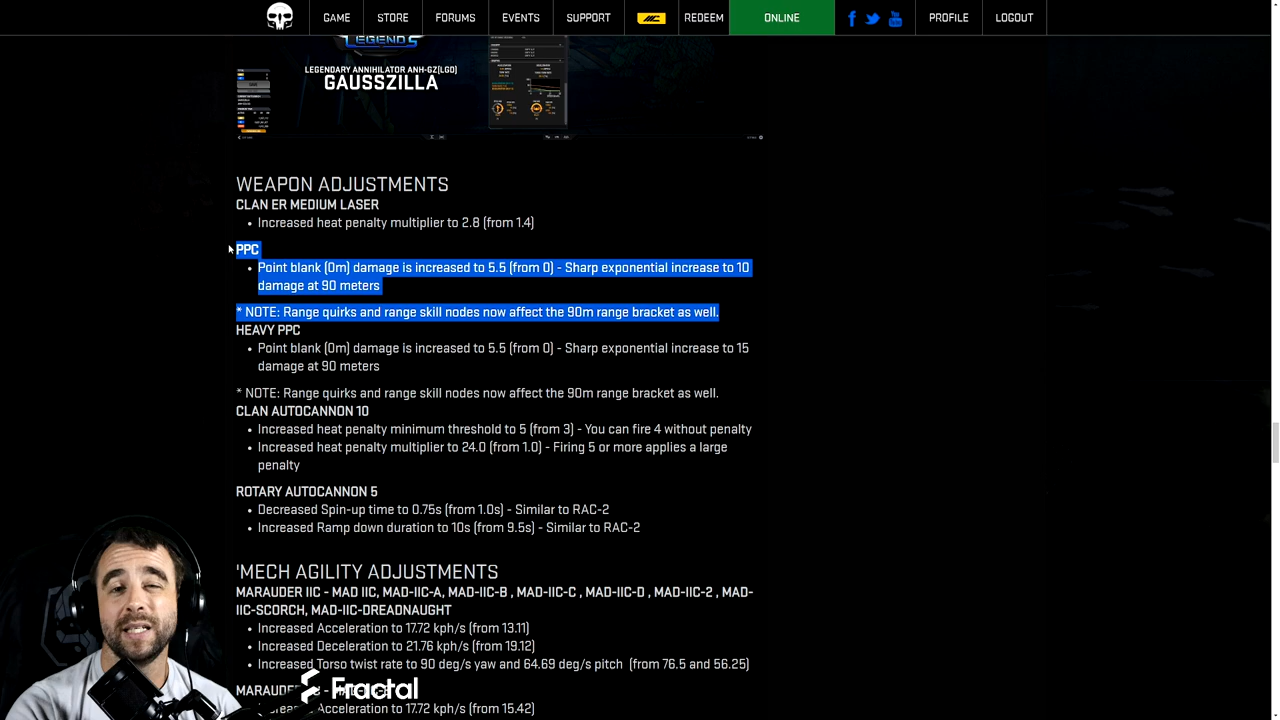 GAME STORE FORUMS EVENTS SUPPORT MC REDEEM ONLINE PROFILE LOGOUT
LEGENDS
LEGENDARY ANNIHILATOR ANH-GZ(LGD)
GAUSSZILLA
WEAPON ADJUSTMENTS
CLAN ER MEDIUM LASER
• Increased heat penalty multiplier to 2.8 (from 1.4)
PPC
• Point blank (0m) damage is increased to 5.5 (from 0) - Sharp exponential increase to 10
damage at 90 meters
* NOTE: Range quirks and range skill nodes now affect the 90m range bracket as well.
HEAVY PPC
• Point blank (0m) damage is increased to 5.5 (from 0) - Sharp exponential increase to 15
damage at 90 meters
* NOTE: Range quirks and range skill nodes now affect the 90m range bracket as well.
CLAN AUTOCANNON 10
• Increased heat penalty minimum threshold to 5 (from 3) - You can fire 4 without penalty
• Increased heat penalty multiplier to 24.0 (from 1.0) - Firing 5 or more applies a large
penalty
ROTARY AUTOCANNON 5
• Decreased Spin-up time to 0.75s (from 1.0s) - Similar to RAC-2
• Increased Ramp down duration to 10s (from 9.5s) - Similar to RAC-2
'MECH AGILITY ADJUSTMENTS
MARAUDER IIC - MAD IIC, MAD-IIC-A, MAD-IIC-B , MAD-IIC-C , MAD-IIC-D , MAD-IIC-2 , MAD-
IIC-SCORCH, MAD-IIC-DREADNAUGHT
• Increased Acceleration to 17.72 kph/s (from 13.11)
• Increased Deceleration to 21.76 kph/s (from 19.12)
• Increased Torso twist rate to 90 deg/s yaw and 64.69 deg/s pitch (from 76.5 and 56.25)
MARAUDER
Fractal
Acceleration to 17.72 kph/s (from 15.42)